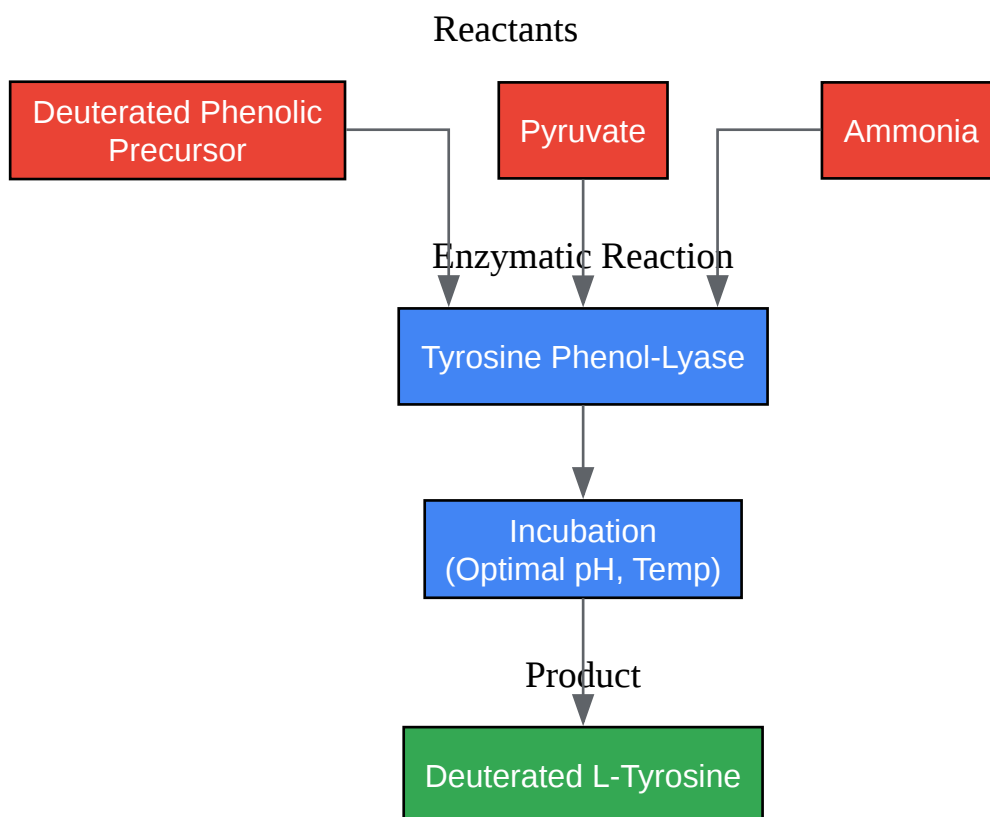 Reactants
Deuterated Phenolic
Precursor
Pyruvate
Ammonia
Enzymatic Reaction
Tyrosine Phenol-Lyase
Incubation
(Optimal pH, Temp)
Product
Deuterated L-Tyrosine